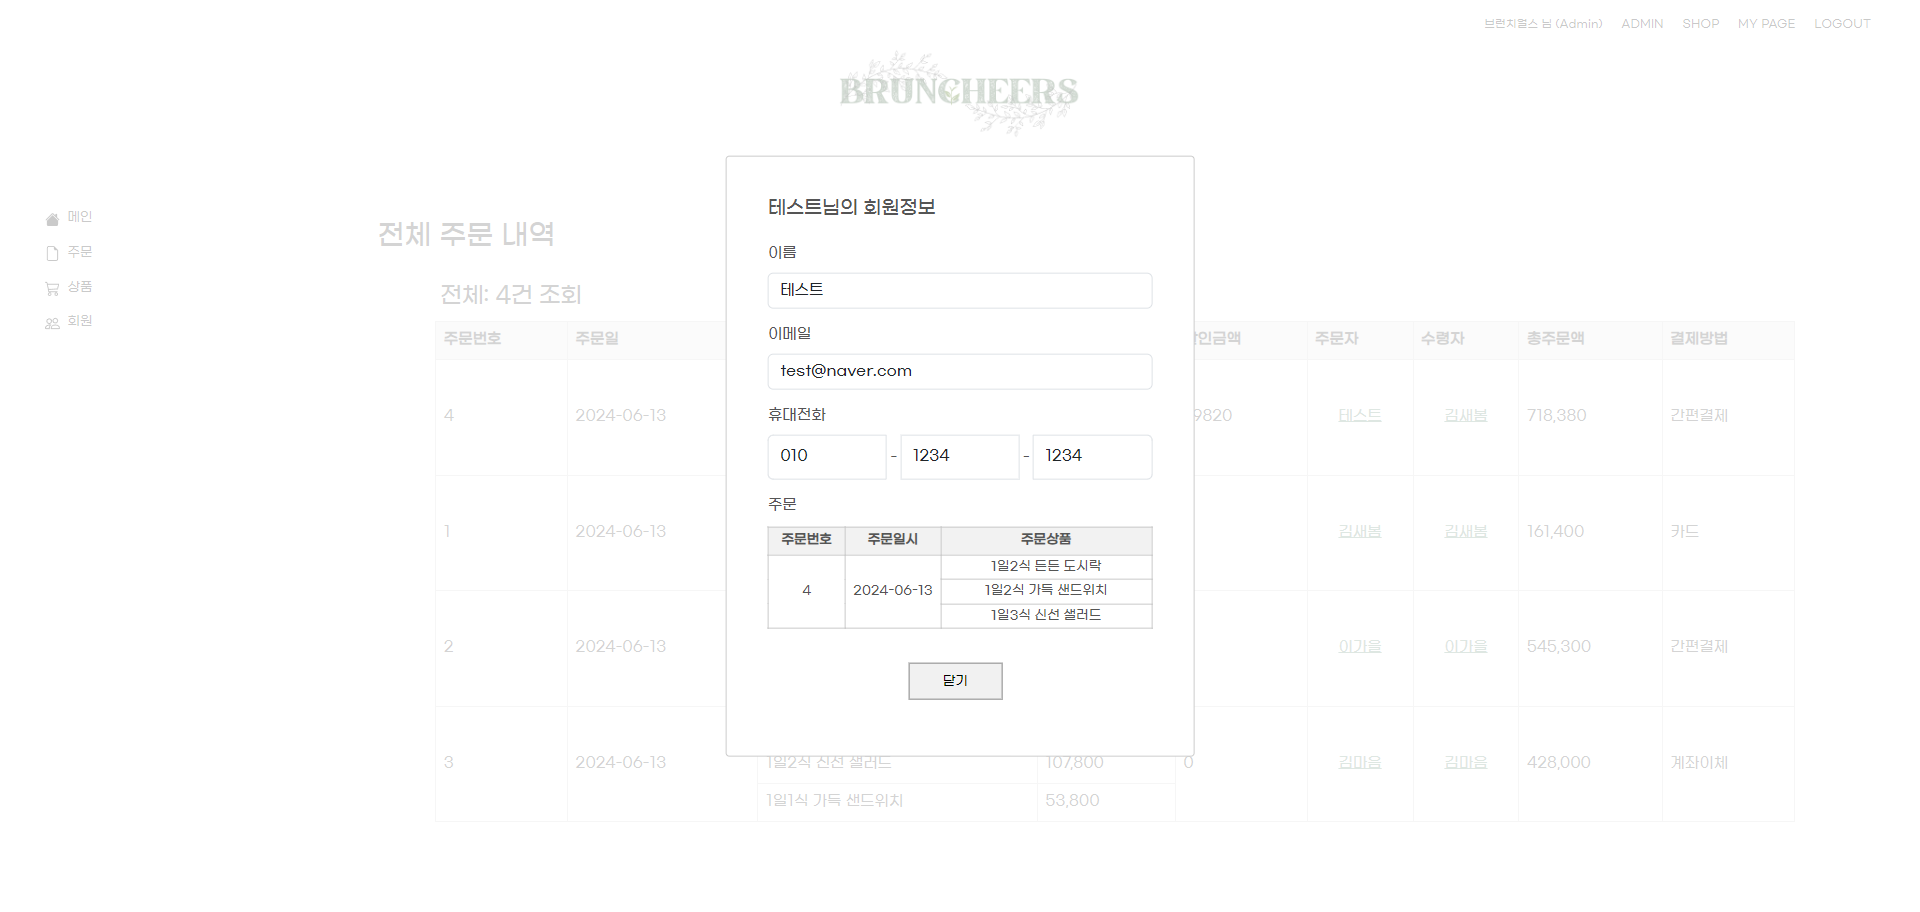 브런치얼스 님 (Admin) ADMIN SHOP MY PAGE LOGOUT
BRUNCHEERS
메인
주문
상품
회원
전체 주문 내역
전체: 4건 조회
주문번호 주문일 인금액 주문자 수령자 총주문액 결제방법
4 2024-06-13 9820 테스트 김새봄 718,380 간편결제
1 2024-06-13 김새봄 김새봄 161,400 카드
2 2024-06-13 이가을 이가을 545,300 간편결제
3 2024-06-13 1일2식 신선 샐러드 107,800 0 김마음 김마음 428,000 계좌이체
1일1식 가득 샌드위치 53,800
테스트님의 회원정보
이름
테스트
이메일
test@naver.com
휴대전화
010 - 1234 - 1234
주문
주문번호 주문일시 주문상품
4 2024-06-13 1일2식 든든 도시락
1일2식 가득 샌드위치
1일3식 신선 샐러드
닫기